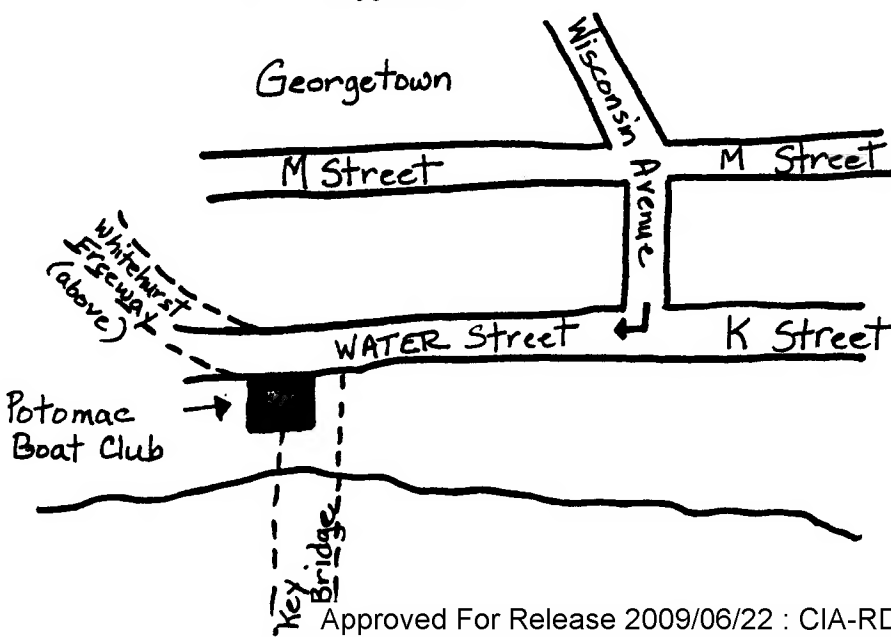 Georgetown
Wisconsin Avenue
M Street
M Street
Whitehurst
Freeway
(above)
WATER Street
K Street
Potomac
Boat Club
Key
Bridge
Approved For Release 2009/06/22 : CIA-RD